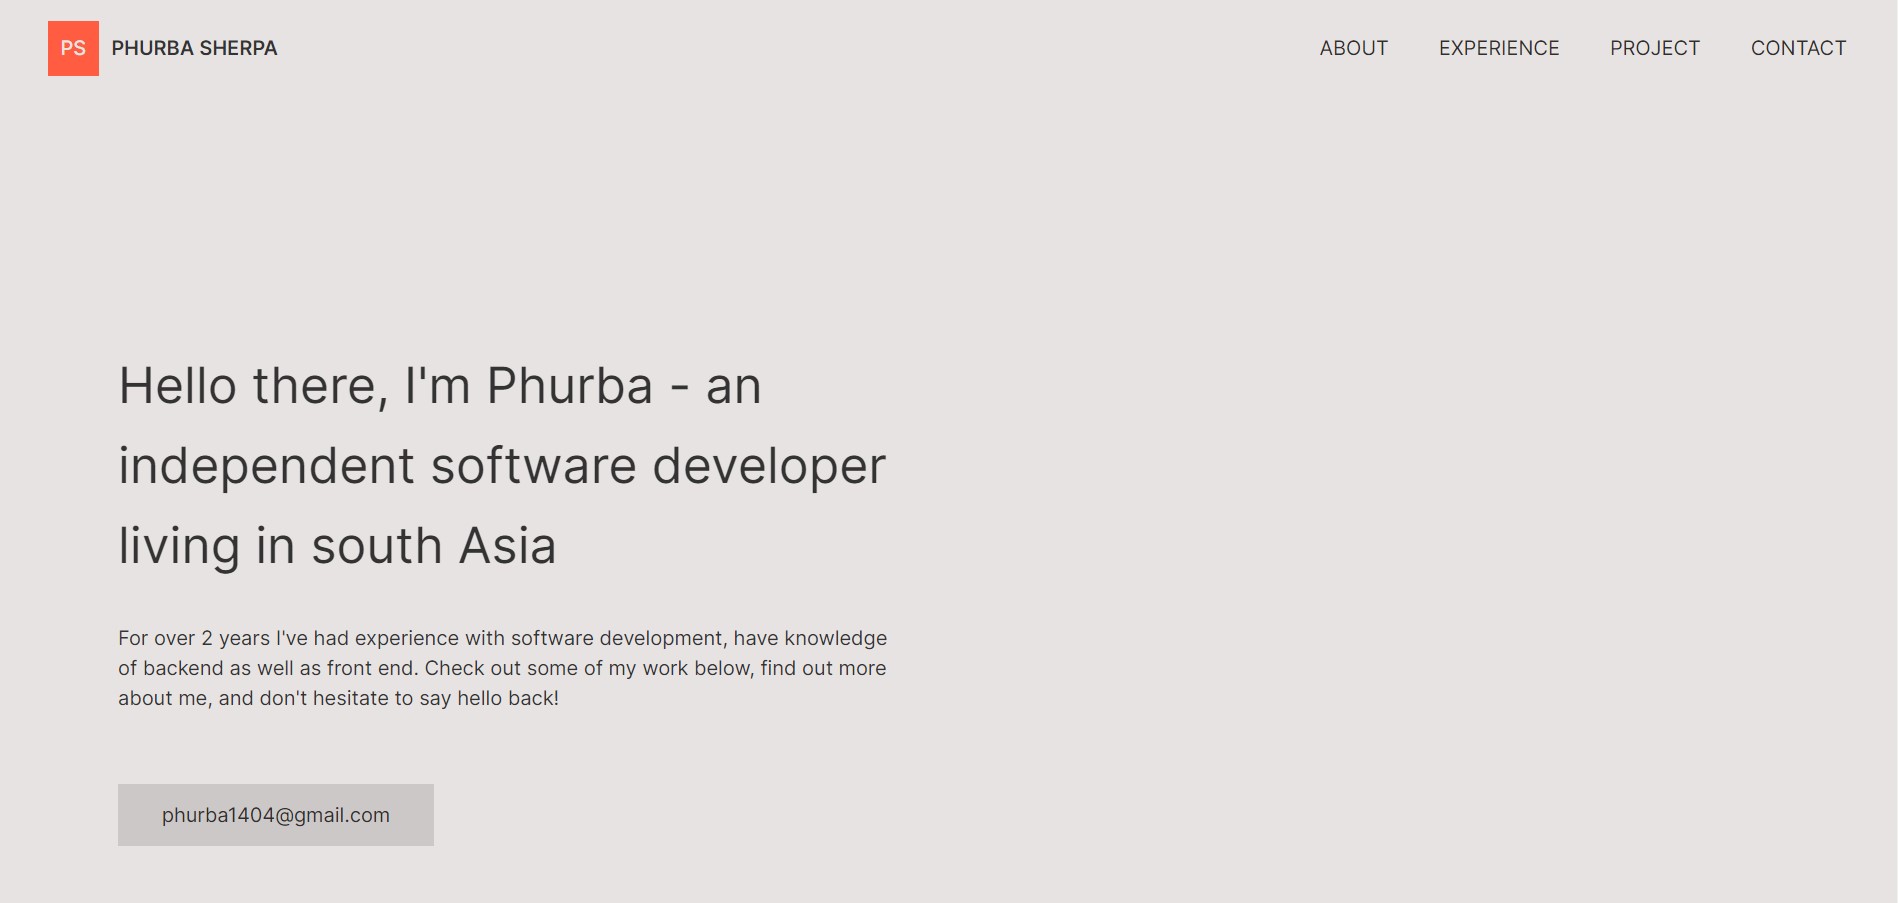 PS
PHURBA SHERPA
ABOUT
EXPERIENCE
PROJECT
CONTACT
Hello there, I'm Phurba - an
independent software developer
living in south Asia
For over 2 years I've had experience with software development, have knowledge
of backend as well as front end. Check out some of my work below, find out more
about me, and don't hesitate to say hello back!
phurba1404@gmail.com